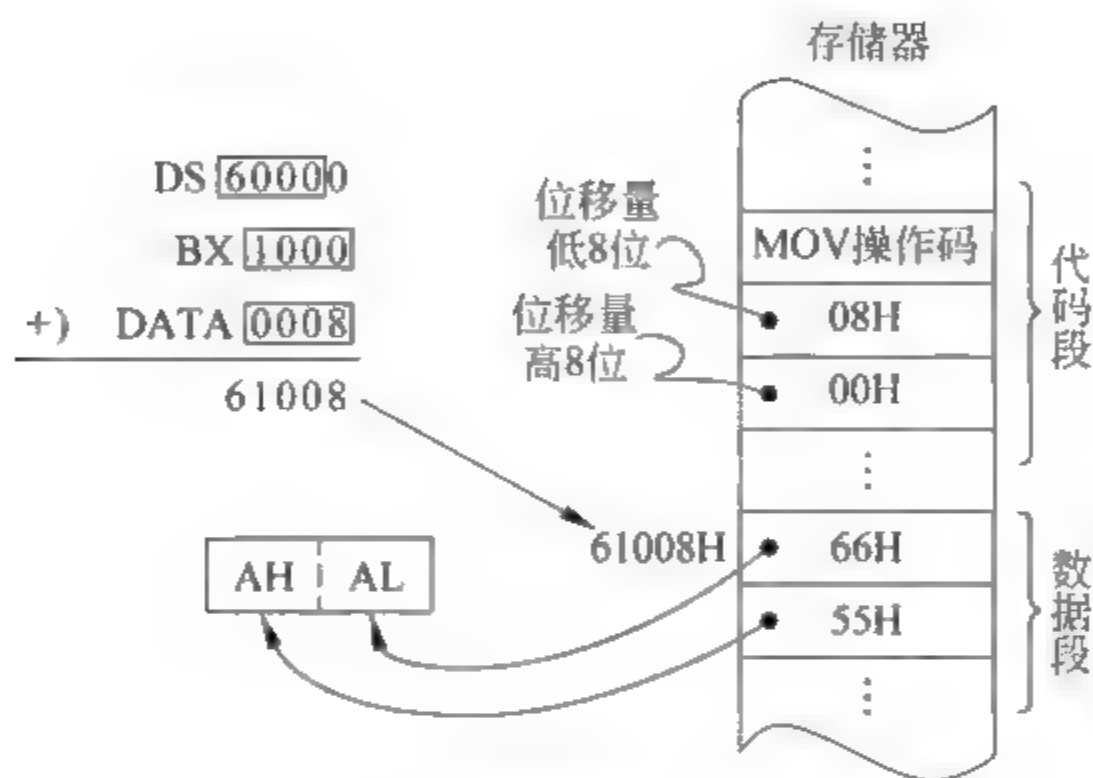 存储器
DS 60000
BX 1000
+) DATA 0008
61008
位移量
低8位
位移量
高8位
MOV操作码
08H
00H
代码段
61008H
66H
55H
数据段
AH AL